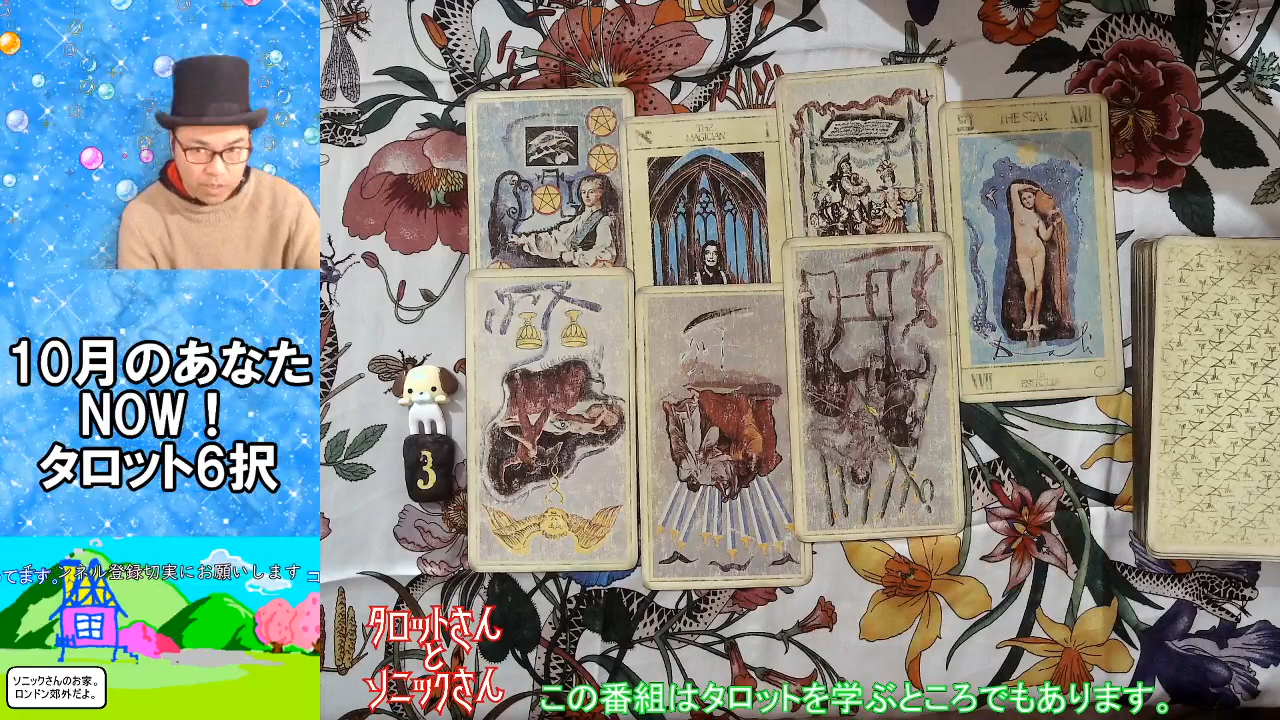 10月のあなた
NOW！
タロット6択
ってます。
チャンネル登録切実にお願いします
コ
ソニックさんのお家。
ロンドン郊外だよ。
THE
MAGICIAN
I
THE STAR
XVII
XVII
3
タロットさん
と
ソニックさん
この番組はタロットを学ぶところでもあります。